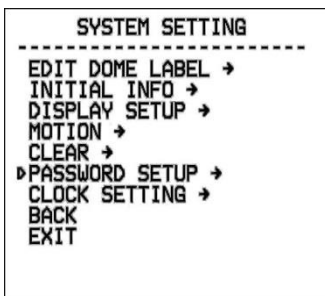 SYSTEM SETTING
EDIT DOME LABEL →
INITIAL INFO →
DISPLAY SETUP →
MOTION →
CLEAR →
PASSWORD SETUP →
CLOCK SETTING →
BACK
EXIT